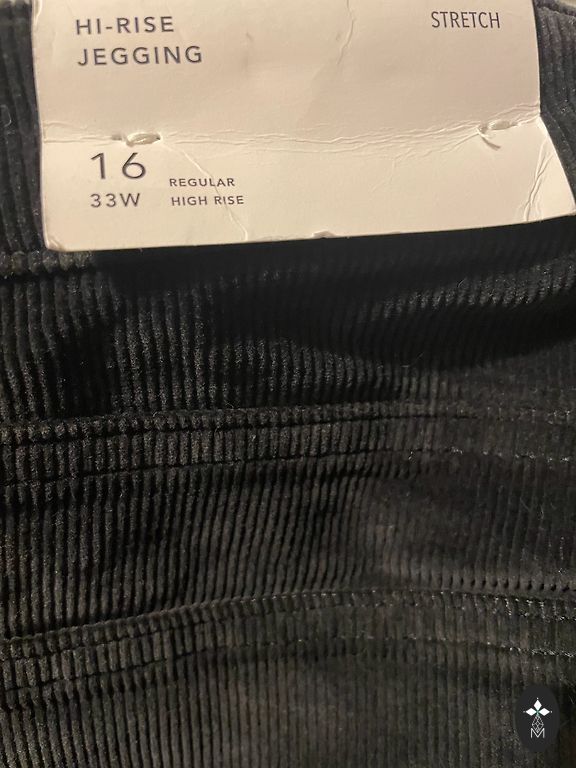 HI-RISE
JEGGING
STRETCH
16
33W
REGULAR
HIGH RISE
M